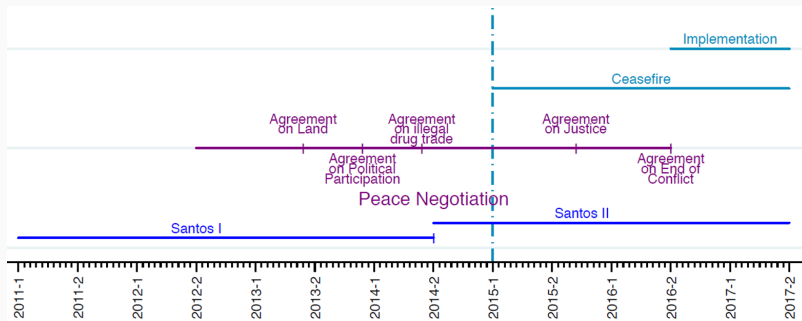 Implementation
Ceasefire
Agreement
on Land
Agreement
on illegal
drug trade
Agreement
on Justice
Agreement
on Political
Participation
Agreement
on End of
Conflict
Peace Negotiation
Santos II
Santos I
2011-1
2011-2
2012-1
2012-2
2013-1
2013-2
2014-1
2014-2
2015-1
2015-2
2016-1
2016-2
2017-1
2017-2